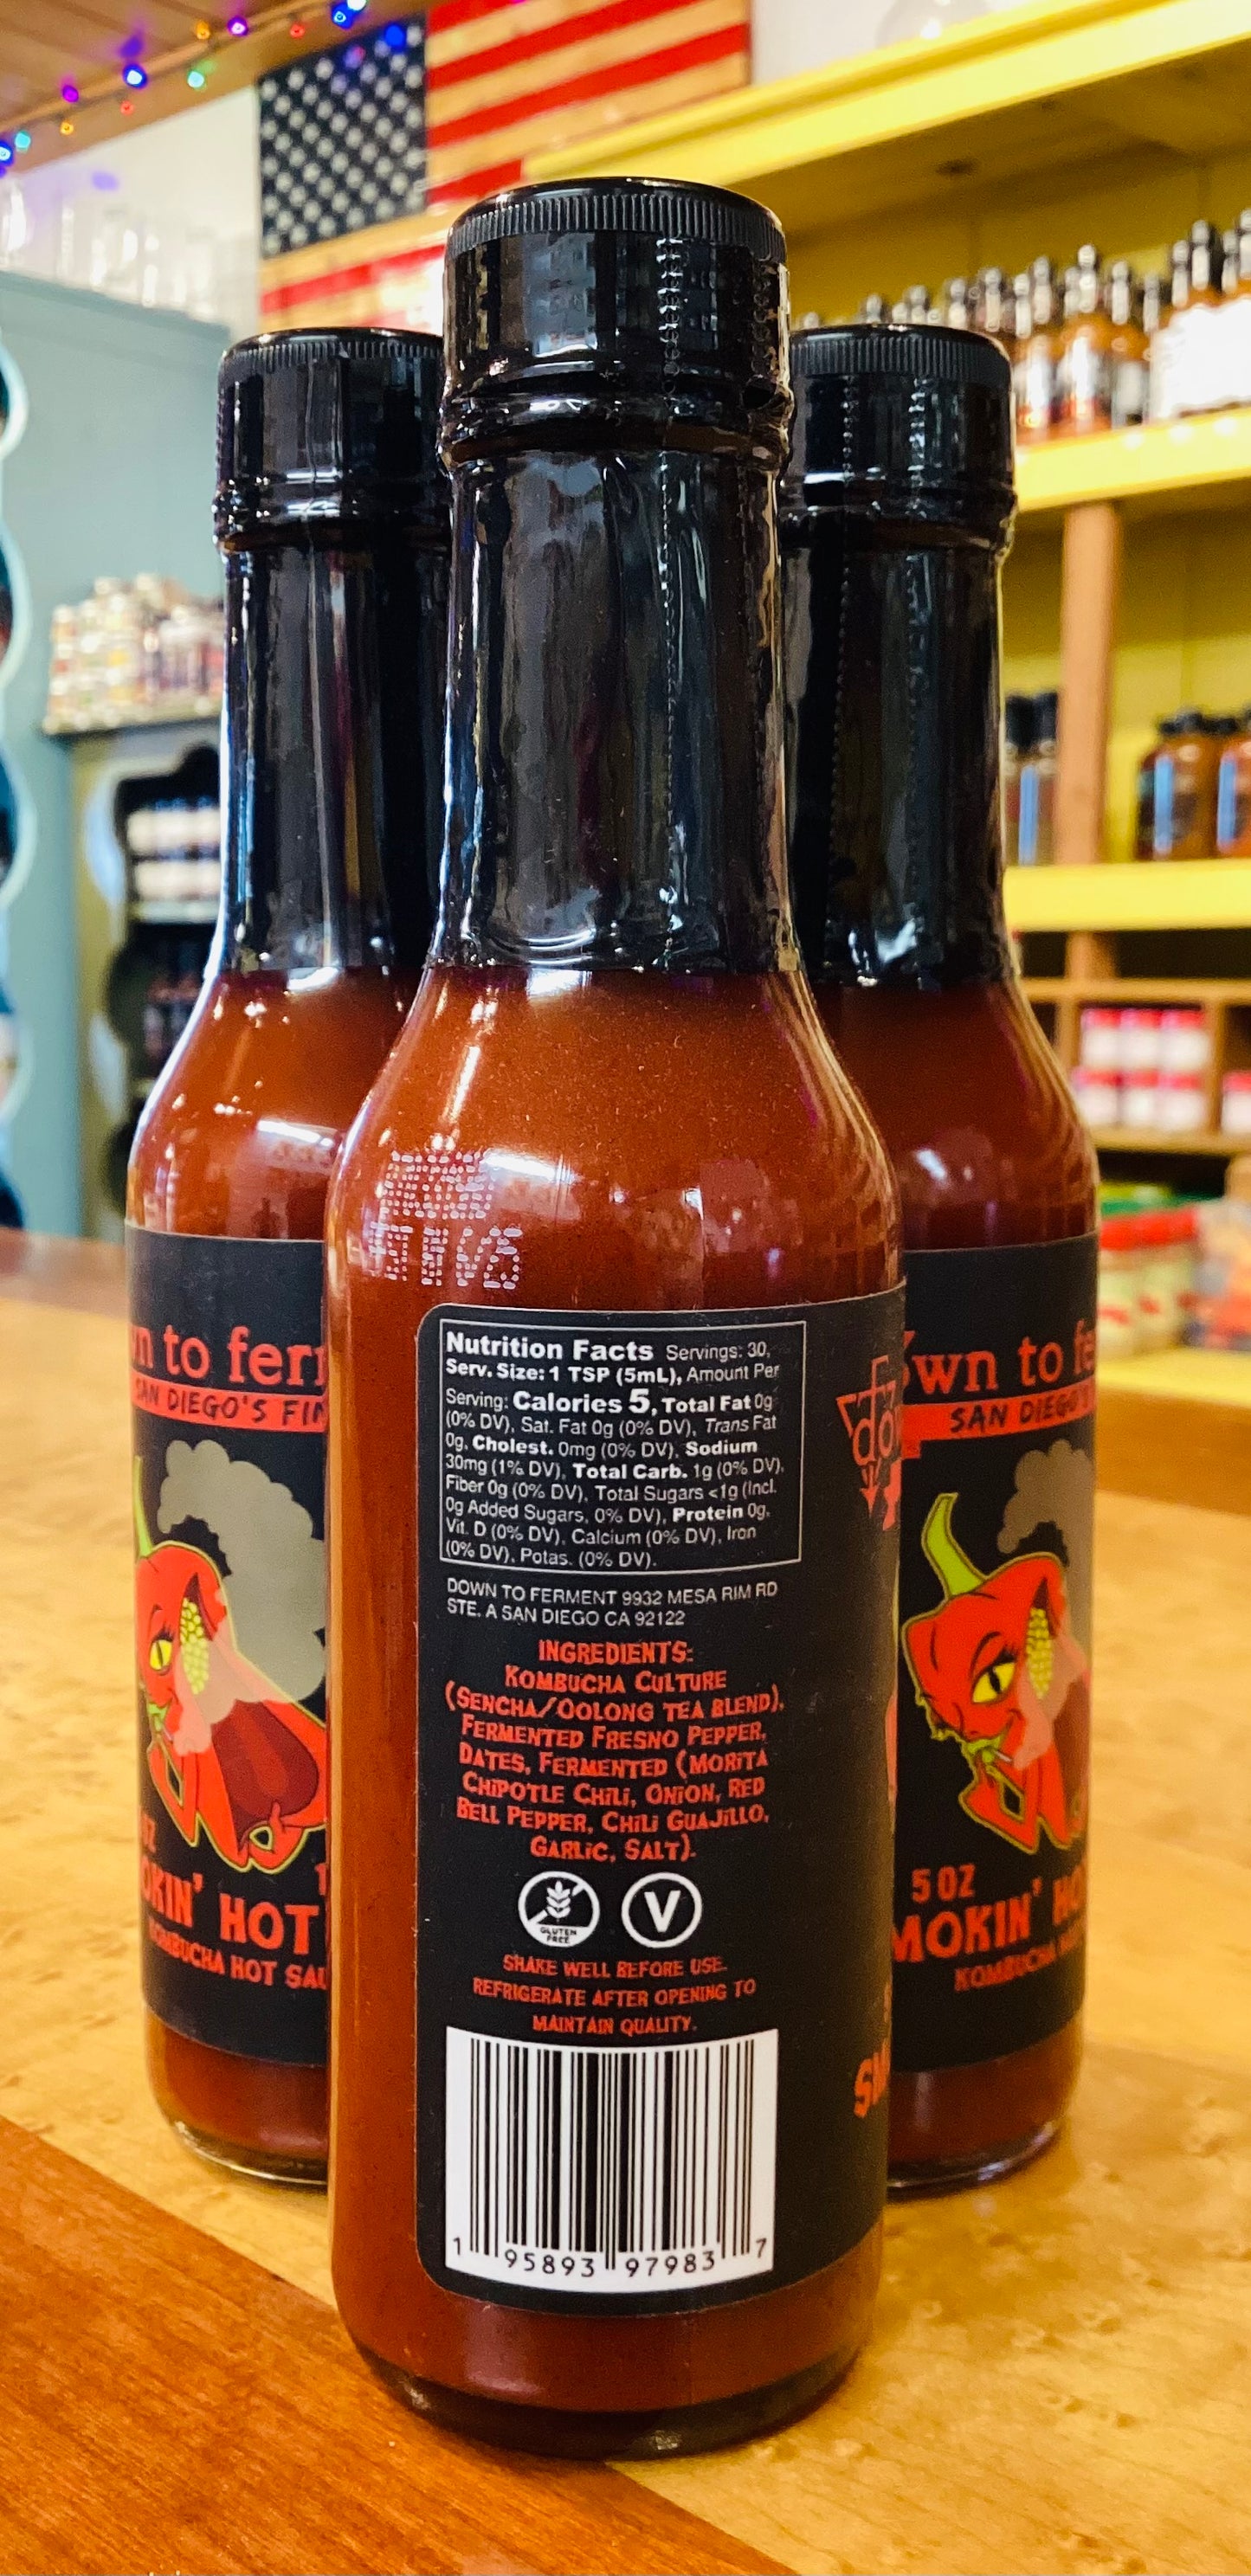 Nutrition Facts Servings: 30,
Serv. Size: 1 TSP (5mL), Amount Per
Serving: Calories 5, Total Fat 0g
(0% DV), Sat. Fat 0g (0% DV), Trans Fat
0g, Cholest. 0mg (0% DV), Sodium
30mg (1% DV), Total Carb. 1g (0% DV),
Fiber 0g (0% DV), Total Sugars <1g (Incl.
0g Added Sugars, 0% DV), Protein 0g,
Vit. D (0% DV), Calcium (0% DV), Iron
(0% DV), Potas. (0% DV).
DOWN TO FERMENT 9932 MESA RIM RD
STE. A SAN DIEGO CA 92122
INGREDIENTS:
KOMBUCHA CULTURE
(SENCHA/OOLONG TEA BLEND),
FERMENTED FRESNO PEPPER,
DATES, FERMENTED (MORITA
CHIPOTLE CHILI, ONION, RED
BELL PEPPER, CHILI GUAJILLO,
GARLIC, SALT).
GLUTEN
FREE
V
SHAKE WELL BEFORE USE.
REFRIGERATE AFTER OPENING TO
MAINTAIN QUALITY.
1 95893 97983 7
wn to fer
SAN DIEGO'S FIN
OKIN' HOT
KOMBUCHA HOT SAU
own to fe
SAN DIEGO'S
5 OZ
MOKIN' HO
KOMBUCHA